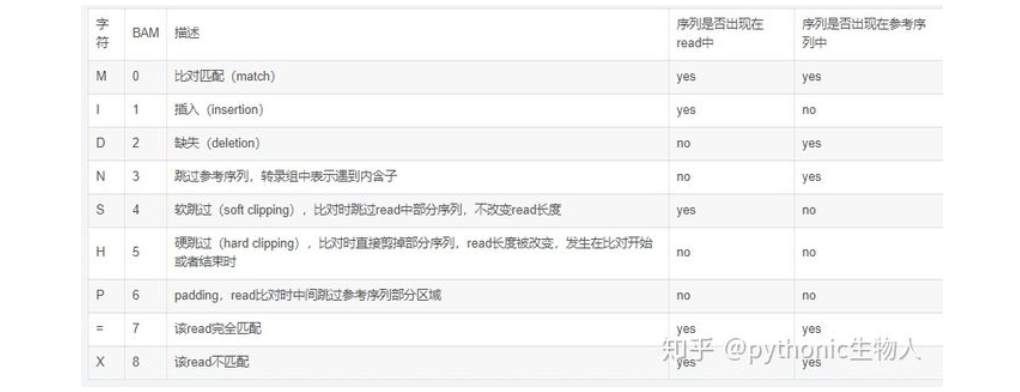 字符 BAM 描述 序列是否出现在read中 序列是否出现在参考序列中
M 0 比对匹配（match） yes yes
I 1 插入（insertion） yes no
D 2 缺失（deletion） no yes
N 3 跳过参考序列，转录组中表示遇到内含子 no yes
S 4 软跳过（soft clipping），比对时跳过read中部分序列，不改变read长度 yes no
H 5 硬跳过（hard clipping），比对时直接剪掉部分序列，read长度被改变，发生在比对开始
或者结束时 no no
P 6 padding，read比对时中间跳过参考序列部分区域 no no
= 7 该read完全匹配 yes yes
X 8 该read不匹配 yes yes
知乎 @pythonic生物人